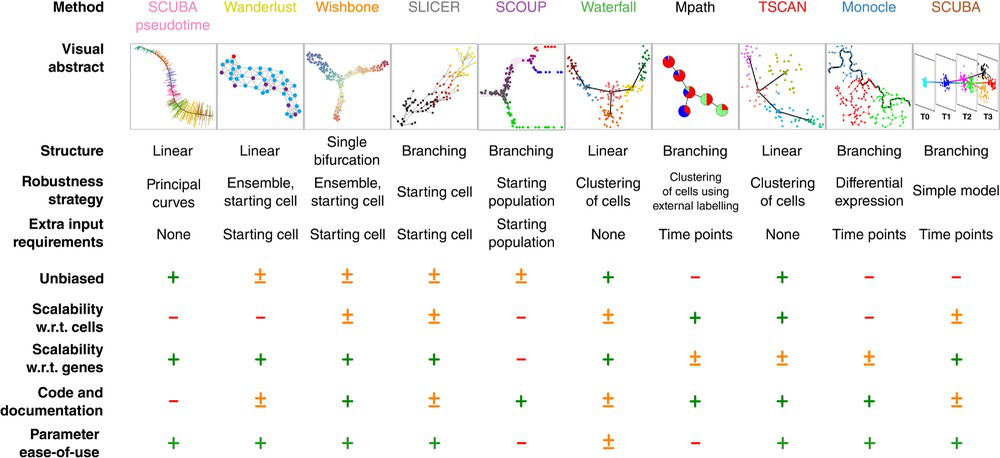 Method SCUBA pseudotime Wanderlust Wishbone SLICER SCOUP Waterfall Mpath TSCAN Monocle SCUBA
Visual abstract
T0 T1 T2 T3
Structure Linear Linear Single bifurcation Branching Branching Linear Branching Linear Branching Branching
Robustness strategy Principal curves Ensemble, starting cell Ensemble, starting cell Starting cell Starting population Clustering of cells Clustering of cells using external labelling Clustering of cells Differential expression Simple model
Extra input requirements None Starting cell Starting cell Starting cell Starting population None Time points None Time points Time points
Unbiased + ± ± ± ± + − + − −
Scalability w.r.t. cells − − ± ± − ± + + − ±
Scalability w.r.t. genes + + + + − + ± ± ± +
Code and documentation − ± + ± + ± + + + ±
Parameter ease-of-use + + + + − ± − + + +